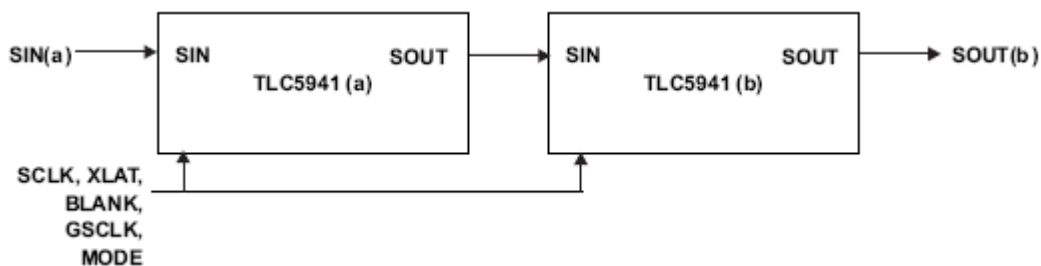 SIN(a)
SIN
SOUT
TLC5941 (a)
SIN
SOUT
TLC5941 (b)
SOUT(b)
SCLK, XLAT,
BLANK,
GSCLK,
MODE